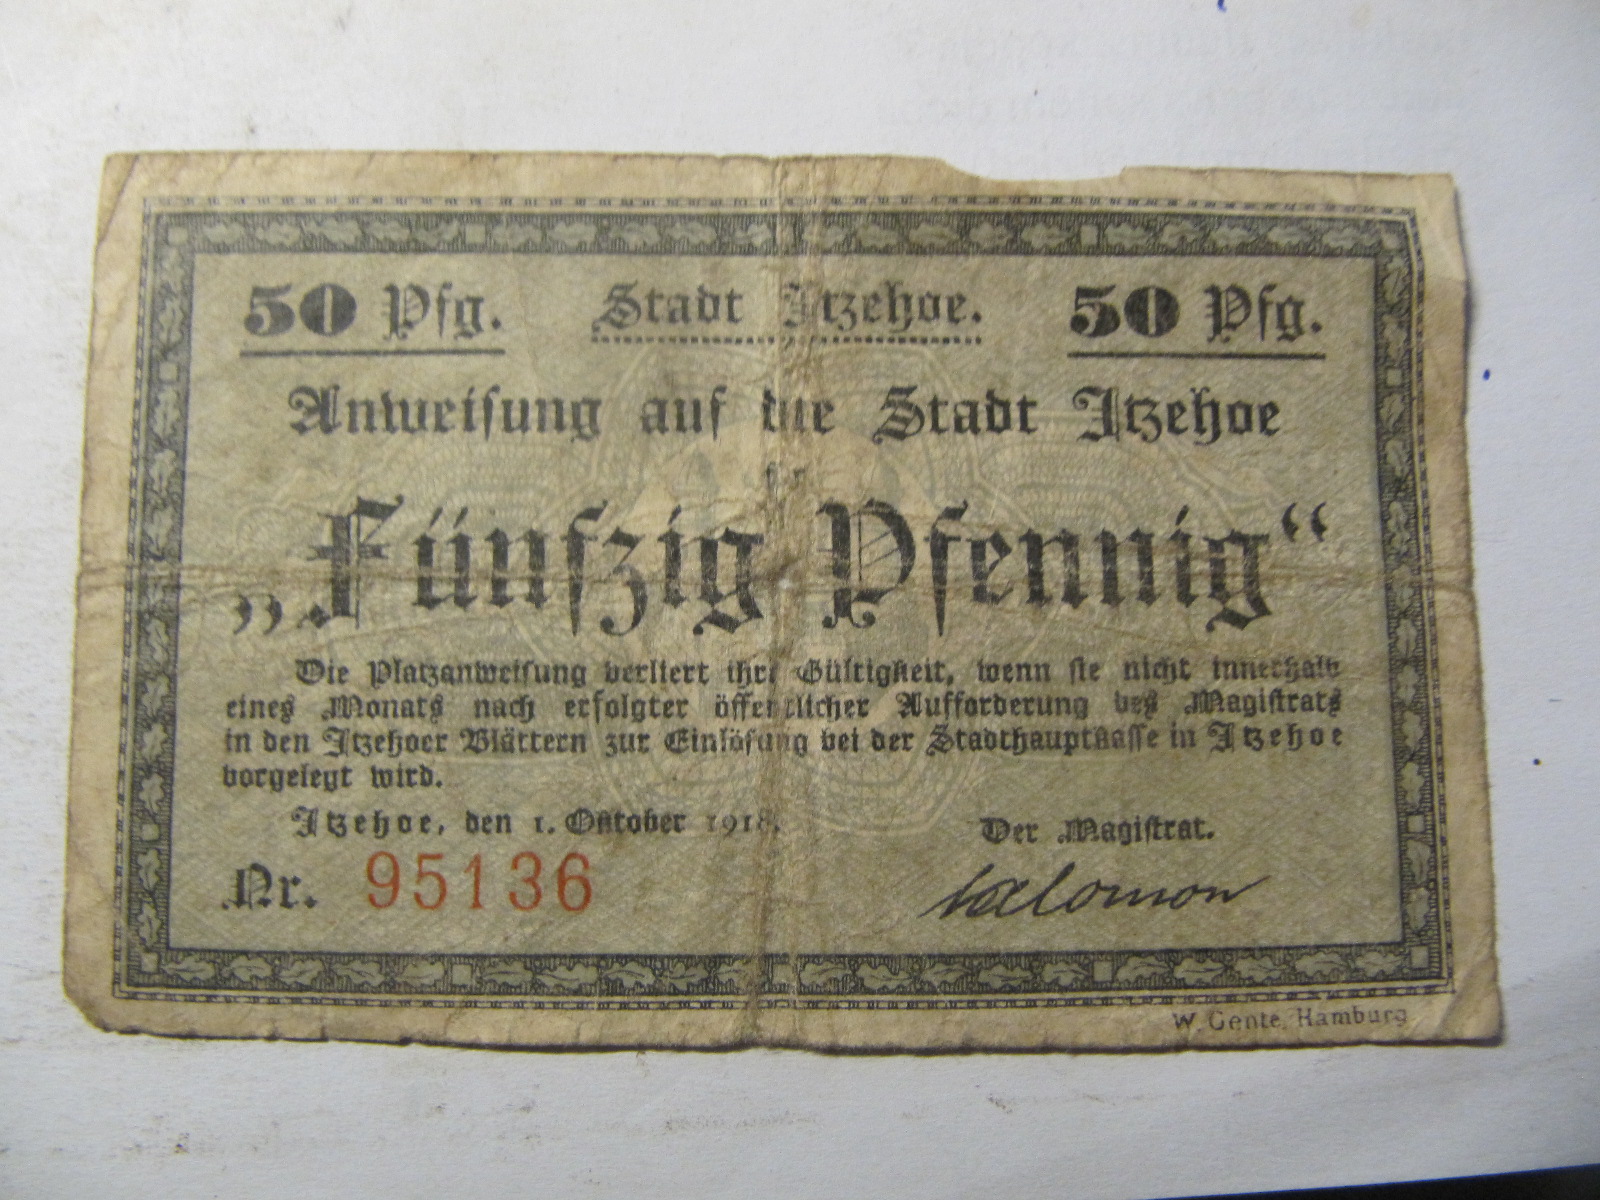 50 Pfg. Stadt Itzehoe. 50 Pfg.
Anweisung auf die Stadt Itzehoe
„Fünfzig Pfennig“
Die Platzanweisung verliert ihre Gültigkeit, wenn sie nicht innerhalb
eines Monats nach erfolgter öffentlicher Aufforderung des Magistrats
in den Itzehoer Blättern zur Einlösung bei der Stadthauptkasse in Itzehoe
vorgelegt wird.
Itzehoe, den 1. Oktober 1918.
Der Magistrat.
Nr. 95136
Salomon
W. Gente, Hamburg